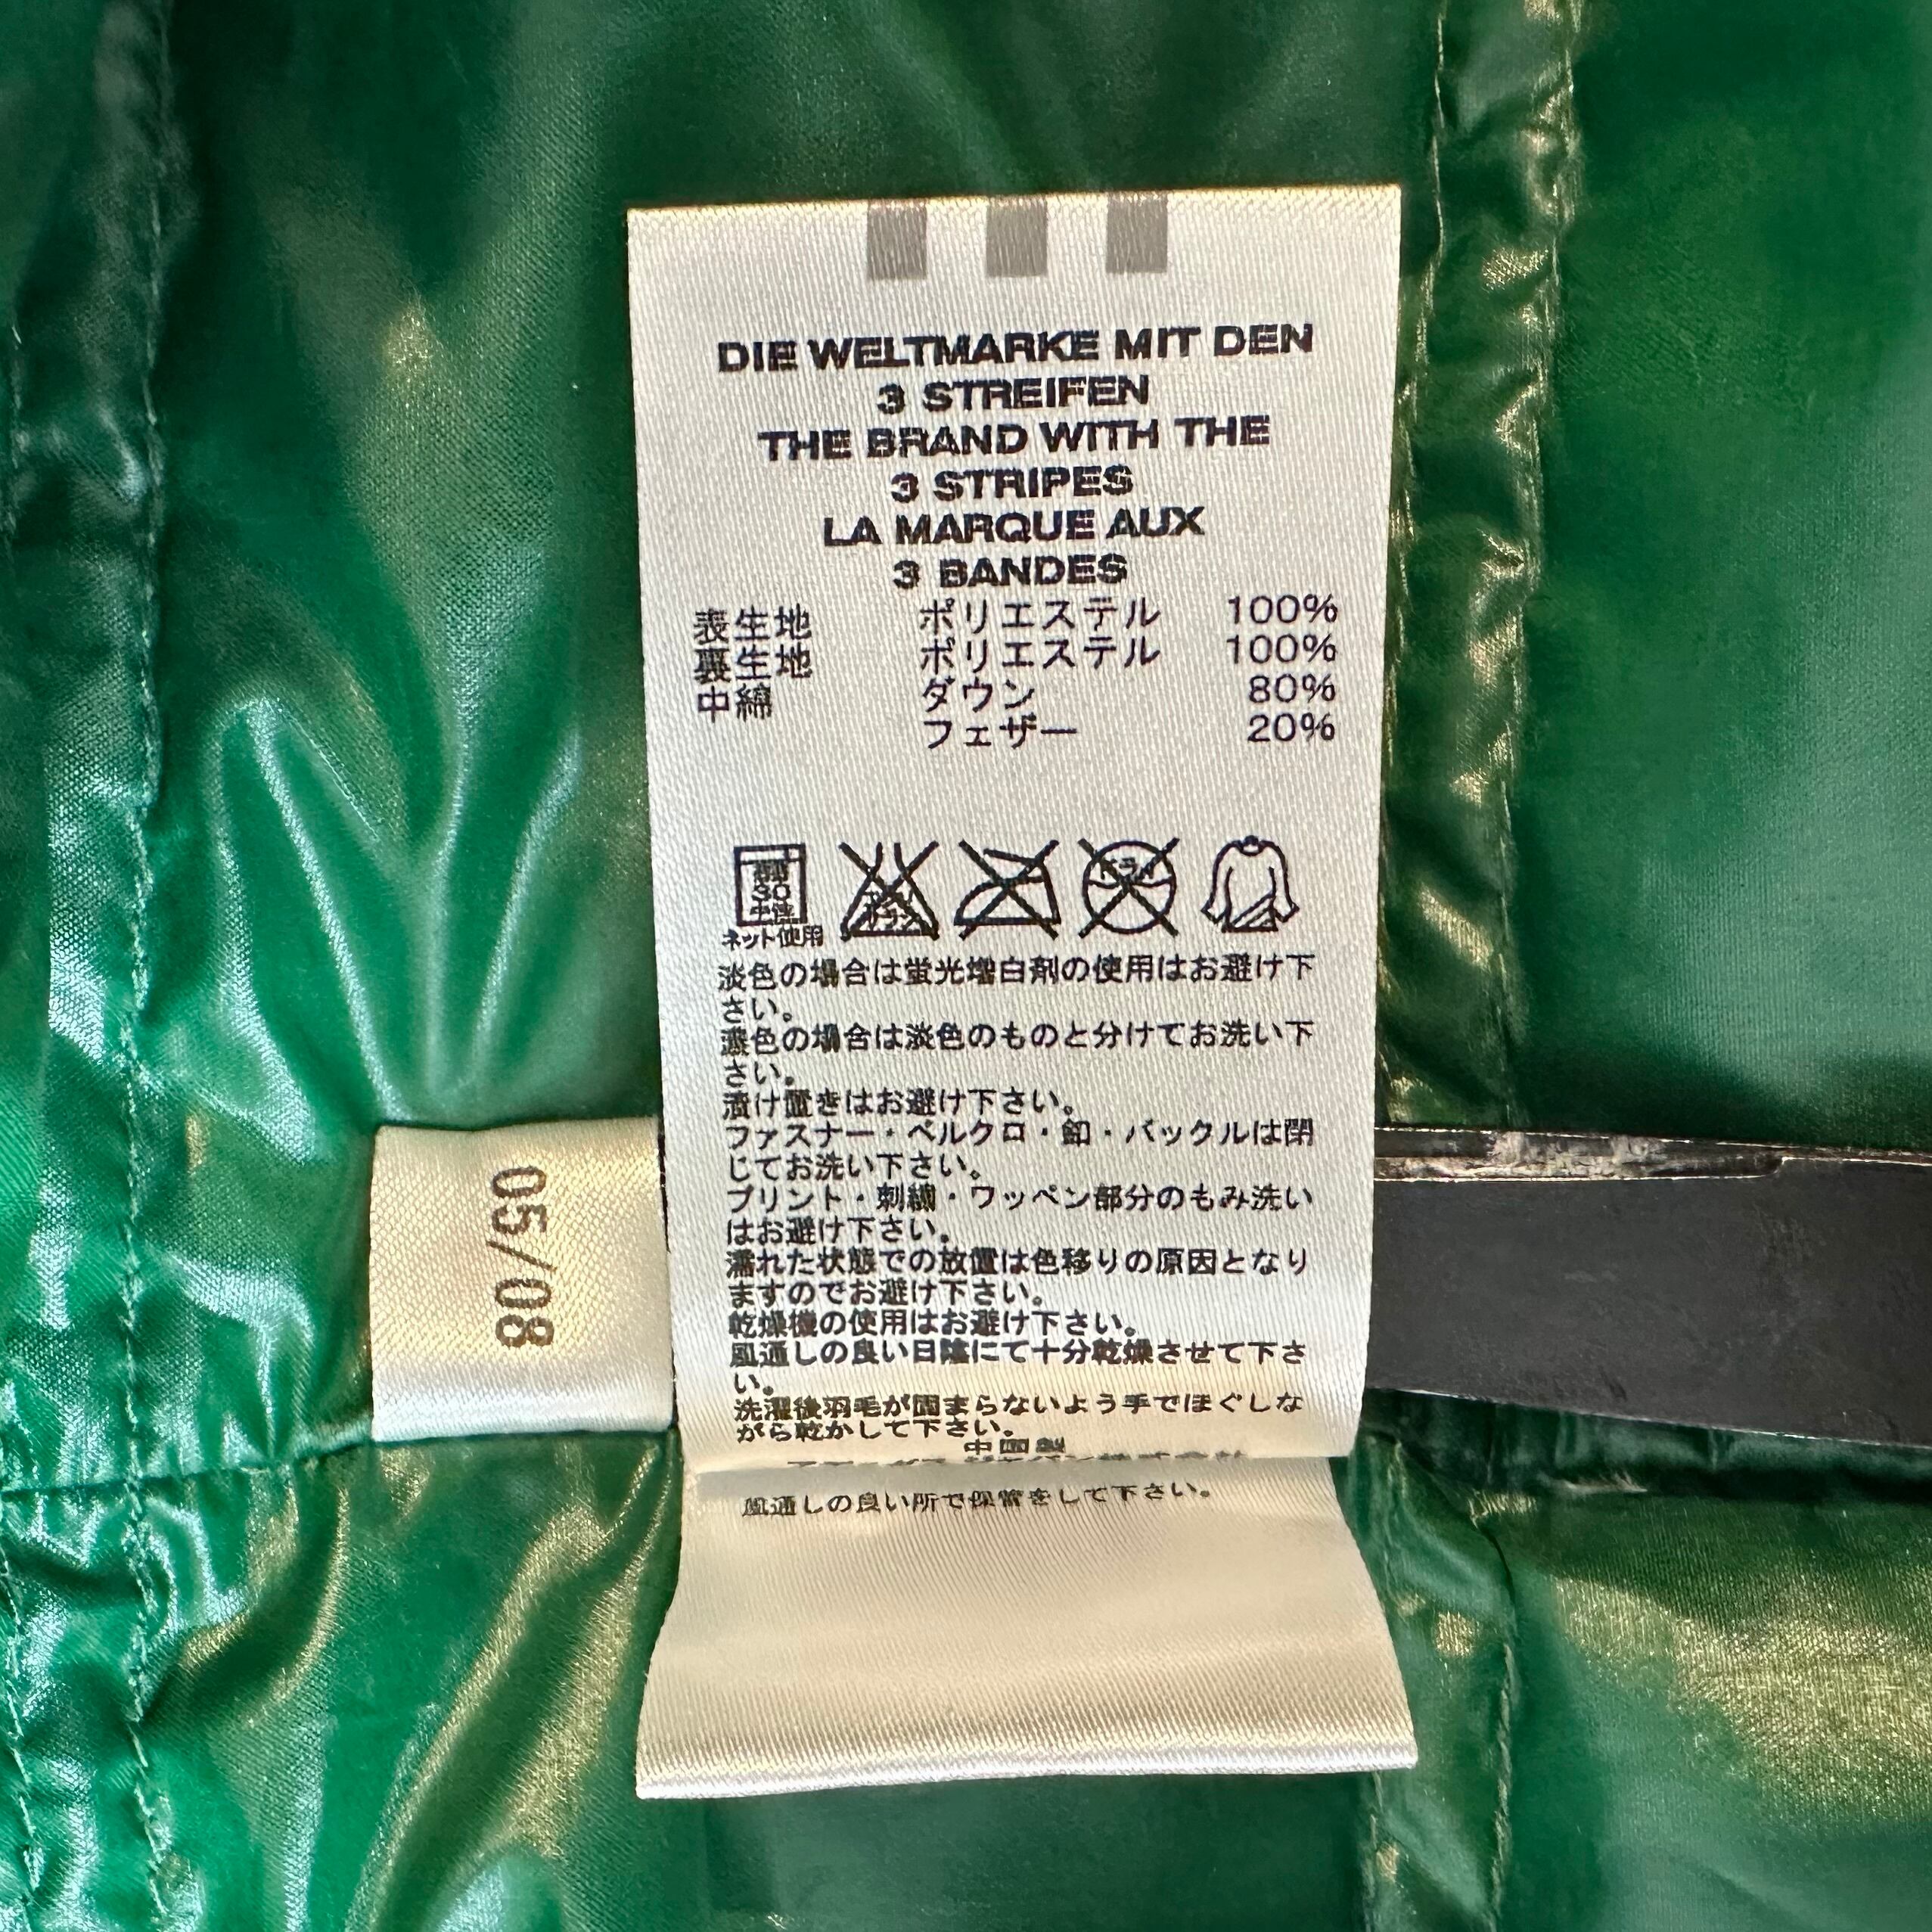 DIE WELTMARKE MIT DEN
3 STREIFEN
THE BRAND WITH THE
3 STRIPES
LA MARQUE AUX
3 BANDES
表生地 ポリエステル 100%
裏生地 ポリエステル 100%
中綿 ダウン 80%
フェザー 20%
30
中性
ネット使用
ドライ
淡色の場合は蛍光増白剤の使用はお避け下
さい。
濃色の場合は淡色のものと分けてお洗い下
さい。
漬け置きはお避け下さい。
ファスナー・ベルクロ・釦・バックルは閉
じてお洗い下さい。
プリント・刺繍・ワッペン部分のもみ洗い
はお避け下さい。
濡れた状態での放置は色移りの原因となり
ますのでお避け下さい。
乾燥機の使用はお避け下さい。
風通しの良い日陰にて十分乾燥させて下さ
い。
洗濯後羽毛が固まらないよう手でほぐしな
がら乾かして下さい。
中国製
風通しの良い所で保管をして下さい。
05/08